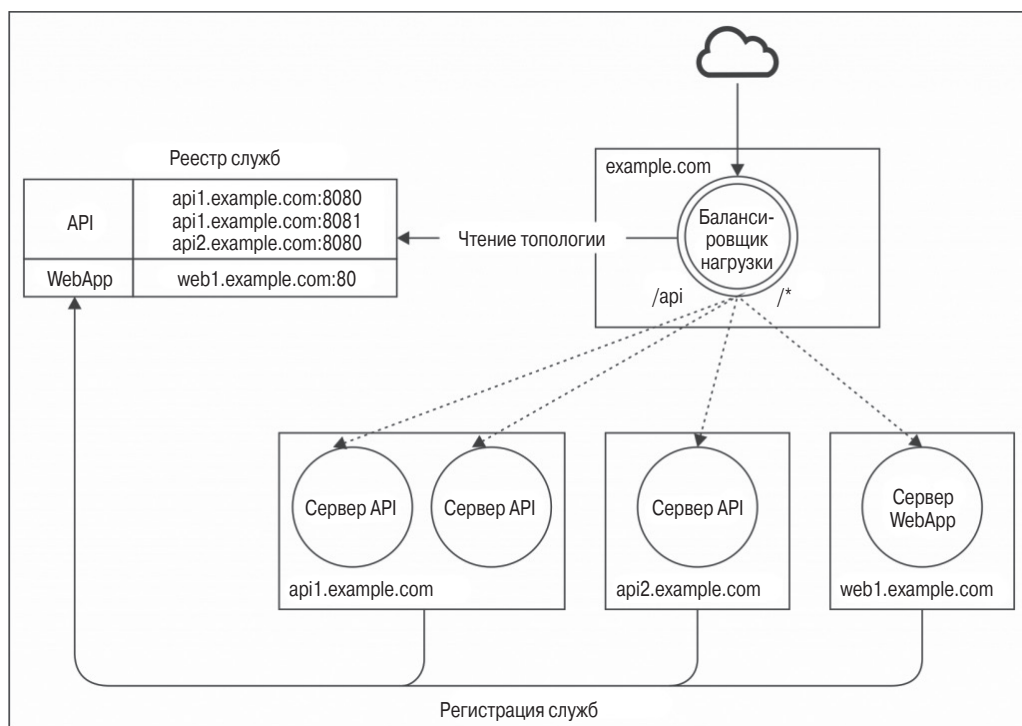 example.com
Баланси-
ровщик
нагрузки
/api
/*
Реестр служб
API
api1.example.com:8080
api1.example.com:8081
api2.example.com:8080
WebApp
web1.example.com:80
Чтение топологии
Сервер API
Сервер API
api1.example.com
Сервер API
api2.example.com
Сервер
WebApp
web1.example.com
Регистрация служб